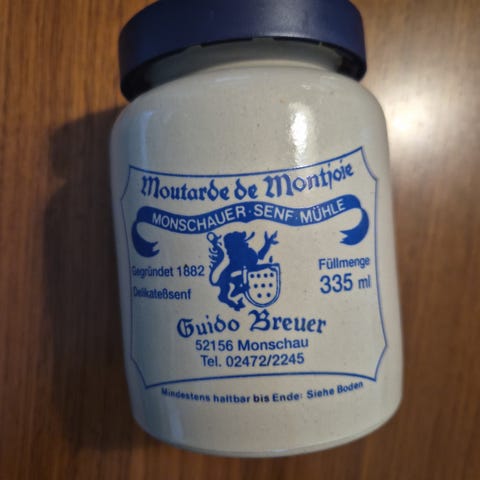 Moutarde de Montjoie
MONSCHAUER·SENF·MÜHLE
Gegründet 1882
Delikateßsenf
Füllmenge
335 ml
Guido Breuer
52156 Monschau
Tel. 02472/2245
Mindestens haltbar bis Ende: Siehe Boden